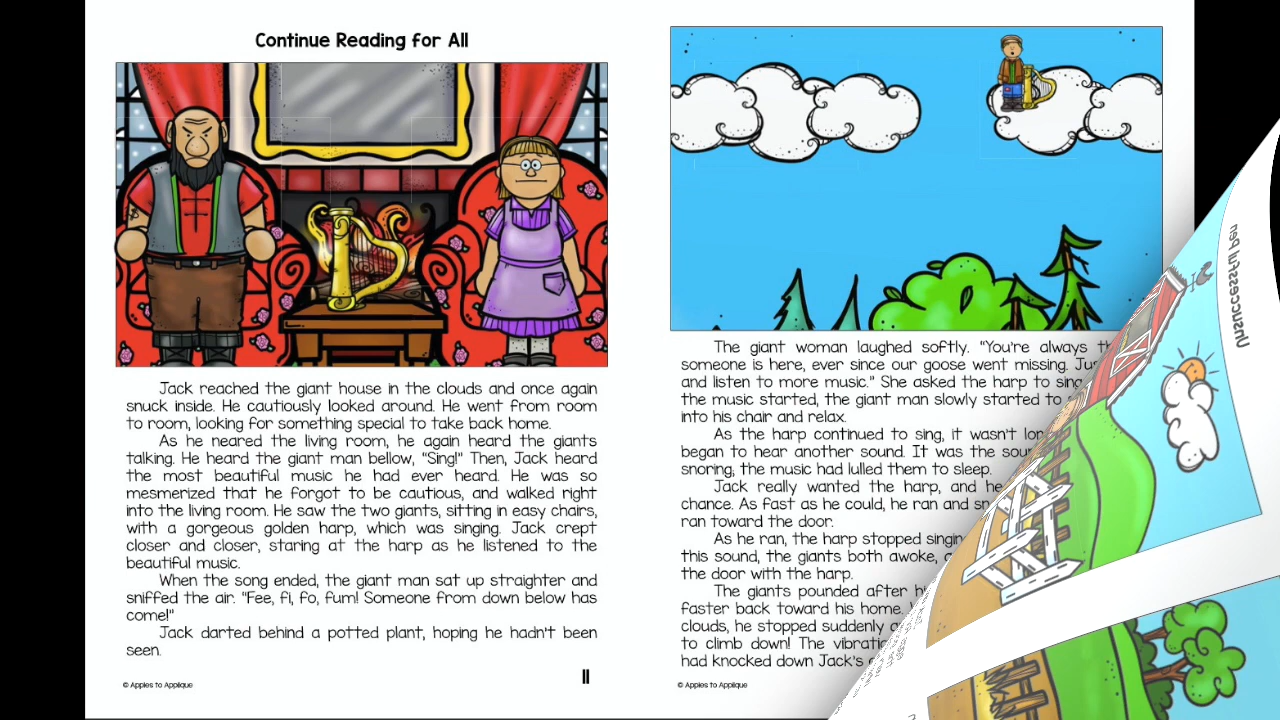 Continue Reading for All
Jack reached the giant house in the clouds and once again
snuck inside. He cautiously looked around. He went from room
to room, looking for something special to take back home.
As he neared the living room, he again heard the giants
talking. He heard the giant man bellow, “Sing!” Then, Jack heard
the most beautiful music he had ever heard. He was so
mesmerized that he forgot to be cautious, and walked right
into the living room. He saw the two giants, sitting in easy chairs,
with a gorgeous golden harp, which was singing. Jack crept
closer and closer, staring at the harp as he listened to the
beautiful music.
When the song ended, the giant man sat up straighter and
sniffed the air. “Fee, fi, fo, fum! Someone from down below has
come!”
Jack darted behind a potted plant, hoping he hadn’t been
seen.
© Apples to Applique
11
The giant woman laughed softly. “You’re always
someone is here, ever since our goose went missing.
and listen to more music.” She asked the harp to sing
the music started, the giant man slowly started to
into his chair and relax.
As the harp continued to sing, it wasn’t
began to hear another sound. It was the
snoring, the music had lulled them to sleep.
Jack really wanted the harp, and he
chance. As fast as he could, he ran and
ran toward the door.
As he ran, the harp stopped
this sound, the giants both awoke,
the door with the harp.
The giants pounded after
faster back toward his home.
clouds, he stopped suddenly
to climb down! The
had knocked down Jack’s
© Apples to Applique